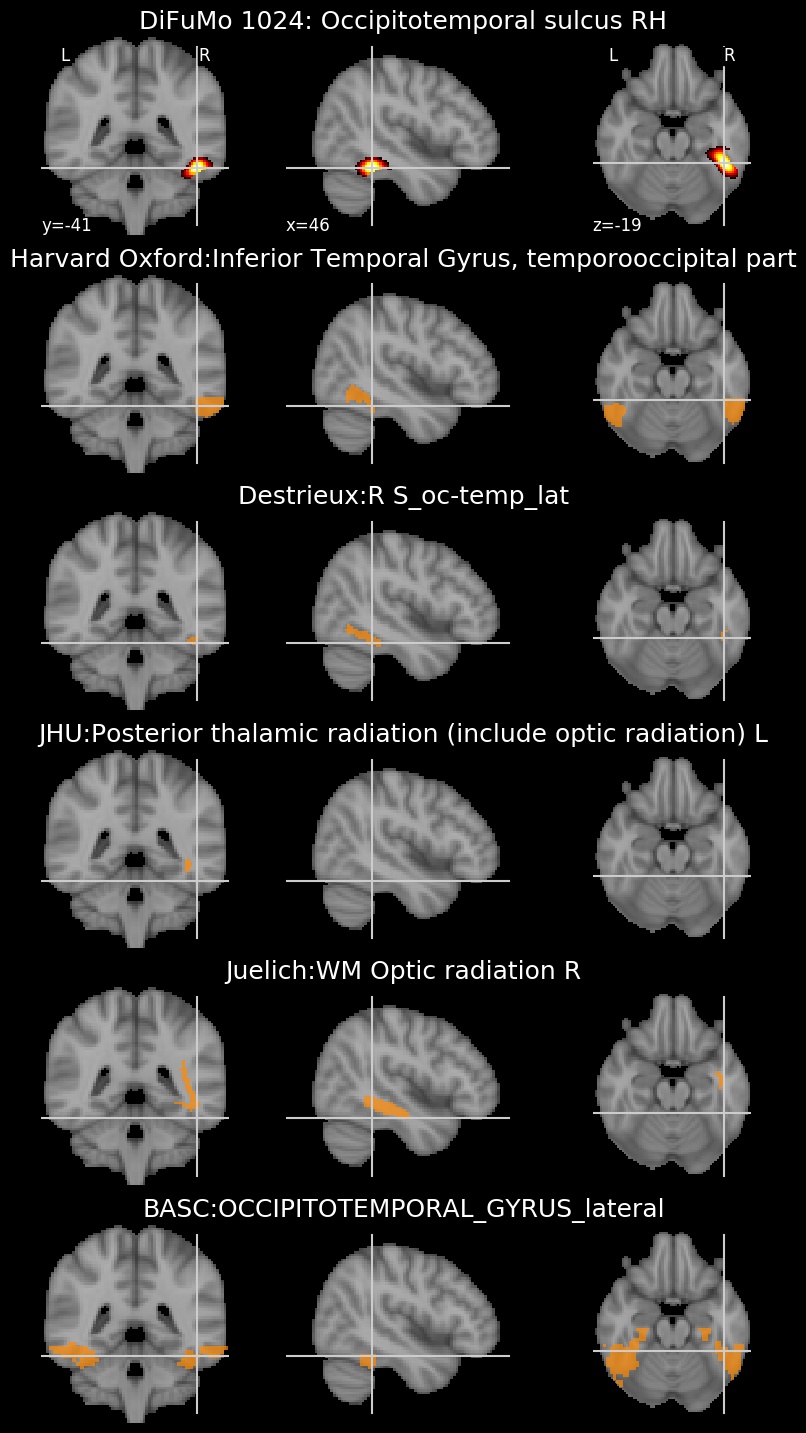 DiFuMo 1024: Occipitotemporal sulcus RH
L R L R
y=-41 x=46 z=-19
Harvard Oxford:Inferior Temporal Gyrus, temporooccipital part
Destrieux:R S_oc-temp_lat
JHU:Posterior thalamic radiation (include optic radiation) L
Juelich:WM Optic radiation R
BASC:OCCIPITOTEMPORAL_GYRUS_lateral